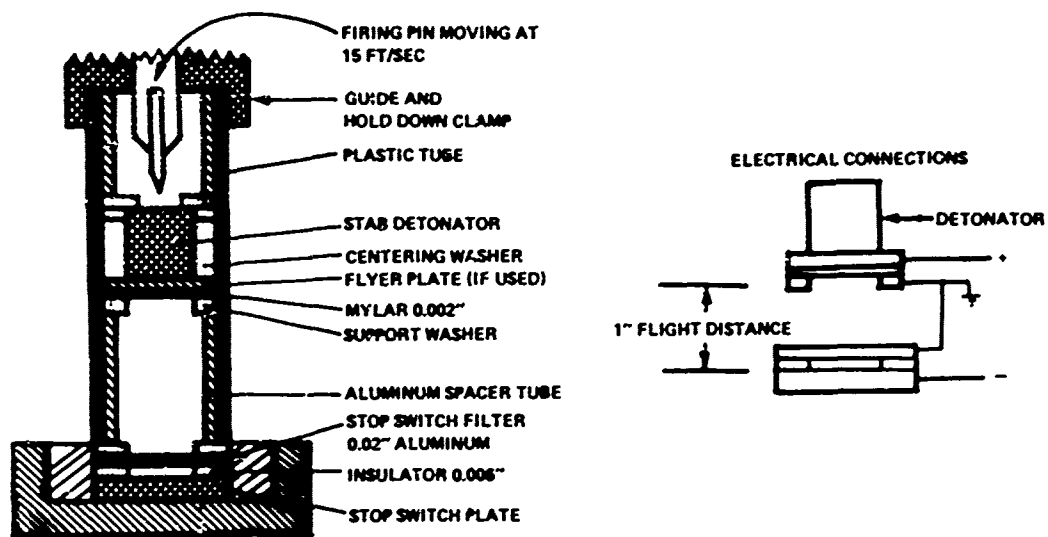 FIRING PIN MOVING AT
15 FT/SEC
GUIDE AND
HOLD DOWN CLAMP
PLASTIC TUBE
STAB DETONATOR
CENTERING WASHER
FLYER PLATE (IF USED)
MYLAR 0.002"
SUPPORT WASHER
ALUMINUM SPACER TUBE
STOP SWITCH FILTER
0.02" ALUMINUM
INSULATOR 0.006"
STOP SWITCH PLATE
ELECTRICAL CONNECTIONS
DETONATOR
+
1" FLIGHT DISTANCE
−